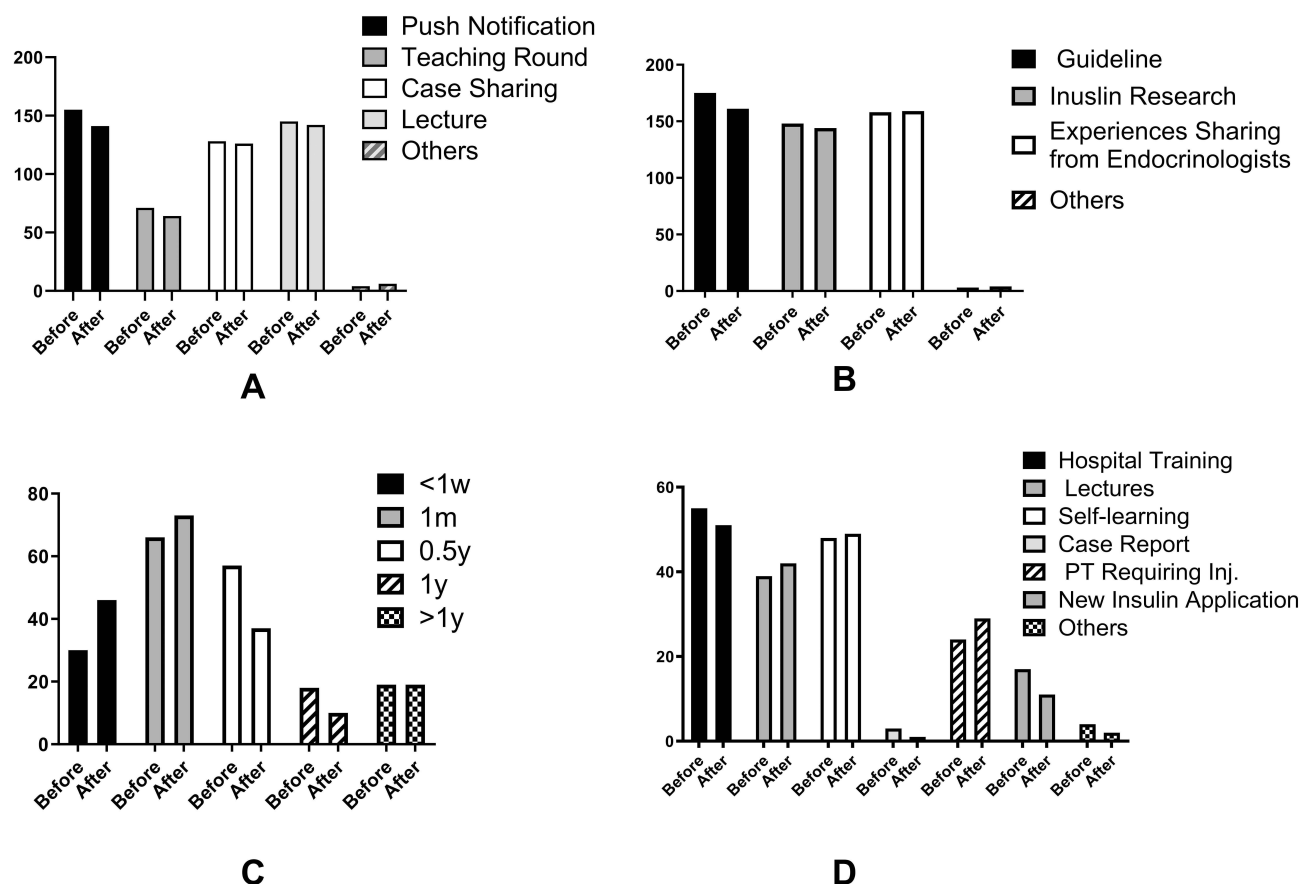 Push Notification
Teaching Round
Case Sharing
Lecture
Others
200
150
100
50
0
Before
After
Before
After
Before
After
Before
After
Before
After
A
Guideline
Inuslin Research
Experiences Sharing
from Endocrinologists
Others
200
150
100
50
0
Before
After
Before
After
Before
After
Before
After
B
<1w
1m
0.5y
1y
>1y
80
60
40
20
0
Before
After
Before
After
Before
After
Before
After
Before
After
C
Hospital Training
Lectures
Self-learning
Case Report
PT Requiring Inj.
New Insulin Application
Others
60
40
20
0
Before
After
Before
After
Before
After
Before
After
Before
After
Before
After
Before
After
D